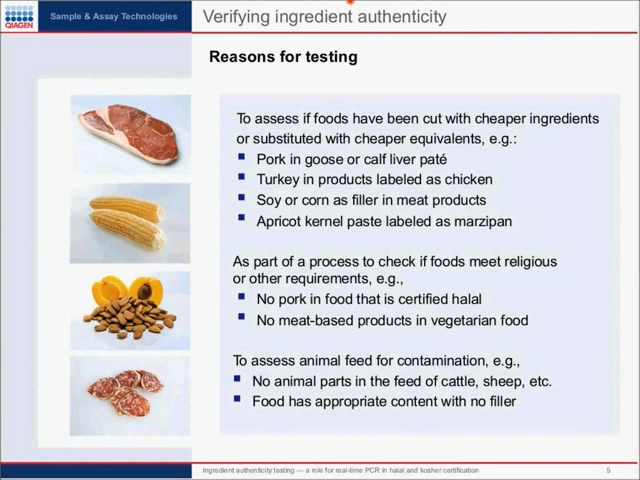 QIAGEN
Sample & Assay Technologies
Verifying ingredient authenticity
Reasons for testing
To assess if foods have been cut with cheaper ingredients
or substituted with cheaper equivalents, e.g.:
Pork in goose or calf liver paté
Turkey in products labeled as chicken
Soy or corn as filler in meat products
Apricot kernel paste labeled as marzipan
As part of a process to check if foods meet religious
or other requirements, e.g.,
No pork in food that is certified halal
No meat-based products in vegetarian food
To assess animal feed for contamination, e.g.,
No animal parts in the feed of cattle, sheep, etc.
Food has appropriate content with no filler
Ingredient authenticity testing — a role for real-time PCR in halal and kosher certification
5